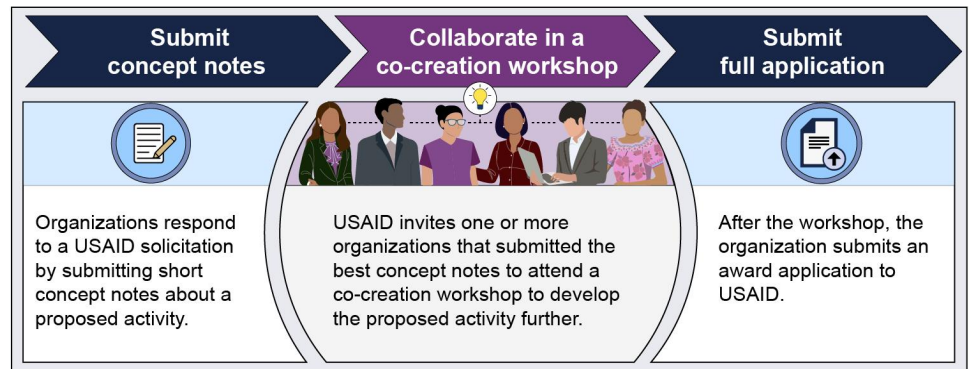 Submit
concept notes
Collaborate in a
co-creation workshop
Submit
full application
Organizations respond
to a USAID solicitation
by submitting short
concept notes about a
proposed activity.
USAID invites one or more
organizations that submitted the
best concept notes to attend a
co-creation workshop to develop
the proposed activity further.
After the workshop, the
organization submits an
award application to
USAID.